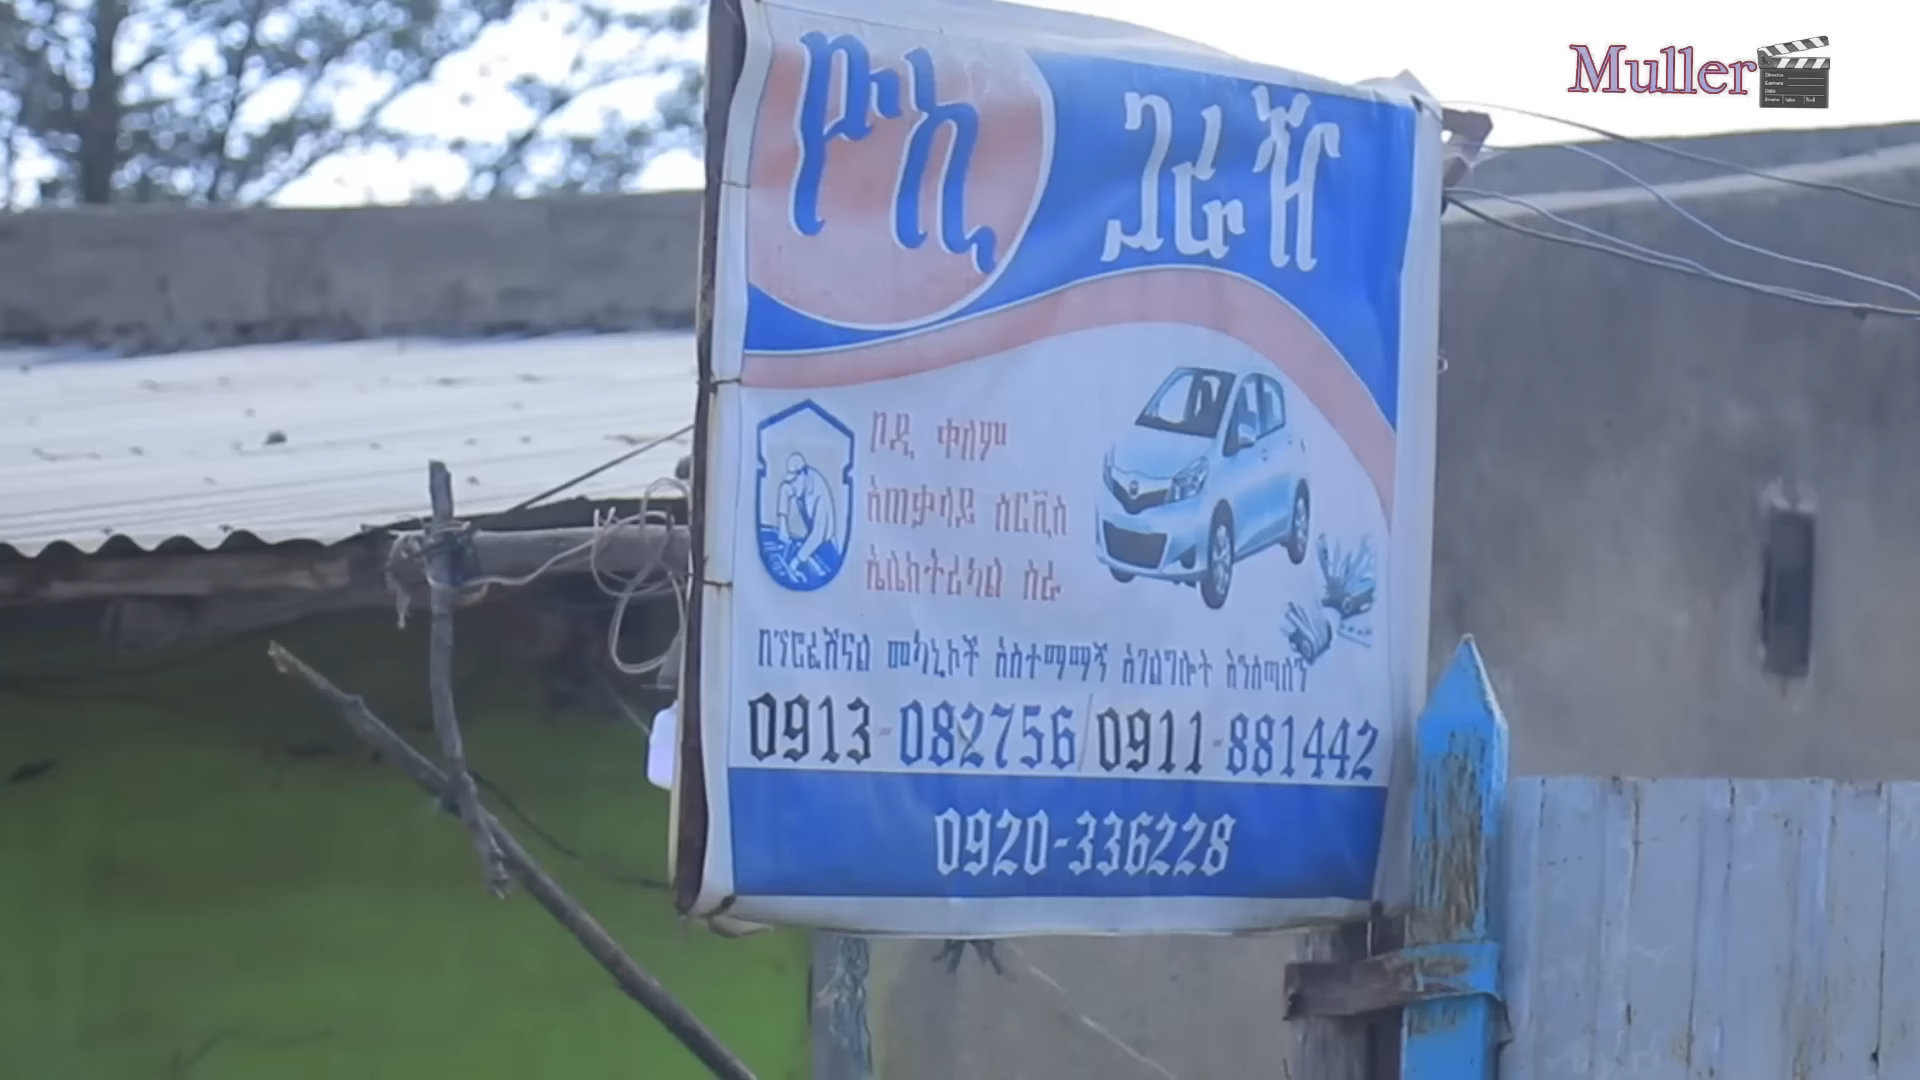 Muller
ዮኒ ጋራዥ
ቦዲ ቀለም
አጠቃላይ ሰርቪስ
ኤሌክትሪካል ስራ
በፕሮፌሽናል መካኒኮች አስተማማኝ አገልግሎት እንሰጣለን
0913-082756/0911-881442
0920-336228